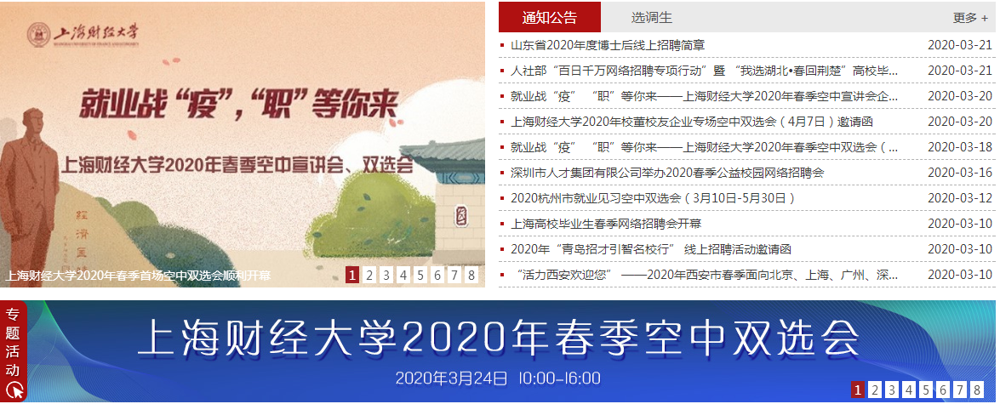 上海财经大学
就业战“疫”，“职”等你来
上海财经大学2020年春季空中宣讲会、双选会
上海财经大学2020年春季首场空中双选会顺利开幕
1 2 3 4 5 6 7 8
通知公告 选调生 更多 +
山东省2020年度博士后线上招聘简章 2020-03-21
人社部“百日千万网络招聘专项行动”暨 “我选湖北•春回荆楚”高校毕... 2020-03-21
就业战“疫” “职”等你来——上海财经大学2020年春季空中宣讲会企... 2020-03-20
上海财经大学2020年校董校友企业专场空中双选会（4月7日）邀请函 2020-03-20
就业战“疫” “职”等你来——上海财经大学2020年春季空中双选会（... 2020-03-18
深圳市人才集团有限公司举办2020春季公益校园网络招聘会 2020-03-16
2020杭州市就业见习空中双选会（3月10日-5月30日） 2020-03-12
上海高校毕业生春季网络招聘会开幕 2020-03-10
2020年“青岛招才引智名校行” 线上招聘活动邀请函 2020-03-10
“活力西安欢迎您” ——2020年西安市春季面向北京、上海、广州、深... 2020-03-10
专题活动
上海财经大学2020年春季空中双选会
2020年3月24日 10:00-16:00
1 2 3 4 5 6 7 8